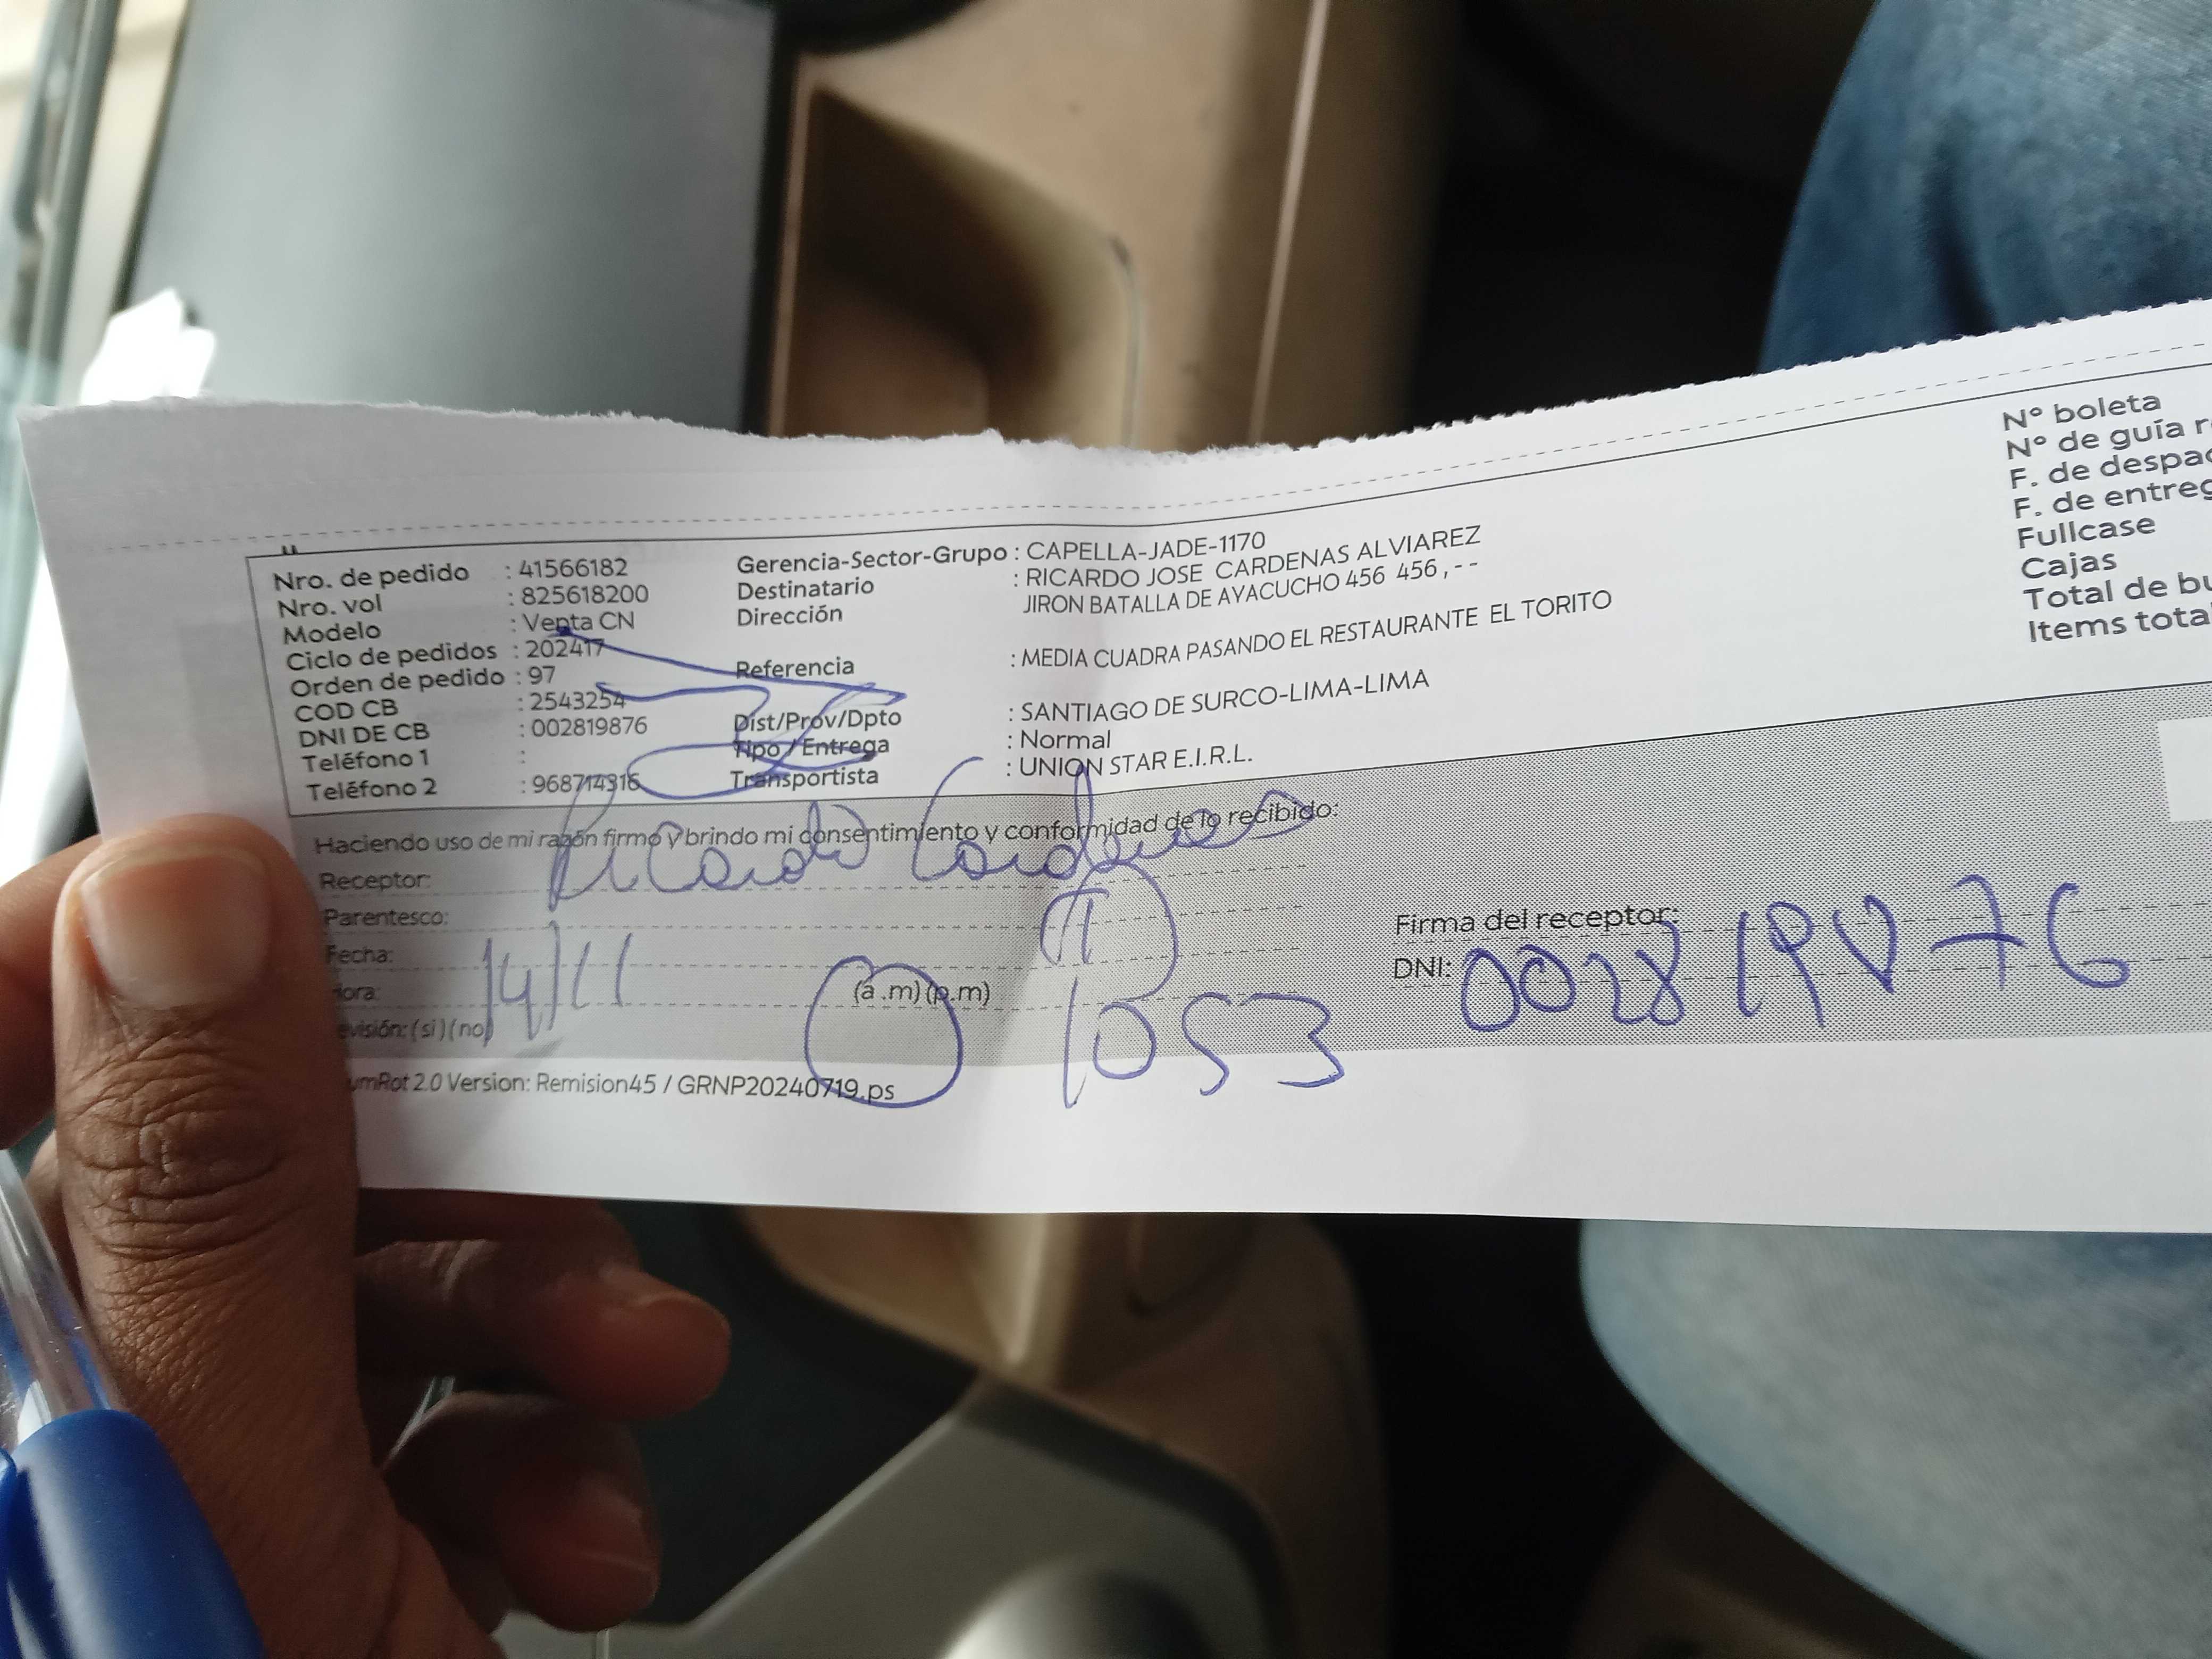 Nro. de pedido : 41566182
Nro. vol : 825618200
Modelo : Venta CN
Ciclo de pedidos : 202417
Orden de pedido : 97
COD CB : 2543254
DNI DE CB : 002819876
Teléfono 1 :
Teléfono 2 : 968714316
Gerencia-Sector-Grupo : CAPELLA-JADE-1170
Destinatario : RICARDO JOSE CARDENAS ALVIAREZ
Dirección JIRON BATALLA DE AYACUCHO 456 456 , - -
Referencia : MEDIA CUADRA PASANDO EL RESTAURANTE EL TORITO
Dist/Prov/Dpto : SANTIAGO DE SURCO-LIMA-LIMA
Tipo / Entrega : Normal
Transportista : UNION STAR E.I.R.L.
N° boleta
N° de guía r
F. de despac
F. de entreg
Fullcase
Cajas
Total de bu
Items tota
Haciendo uso de mi razón firmo y brindo mi consentimiento y conformidad de lo recibido:
Receptor: Ricardo Cardenas
Parentesco: (T)
Fecha: 14/11
Hora: (a .m) (p.m) 1053
evisión: (si) (no)
Firma del receptor:
DNI: 002819876
umRot 2.0 Version: Remision45 / GRNP20240719.ps